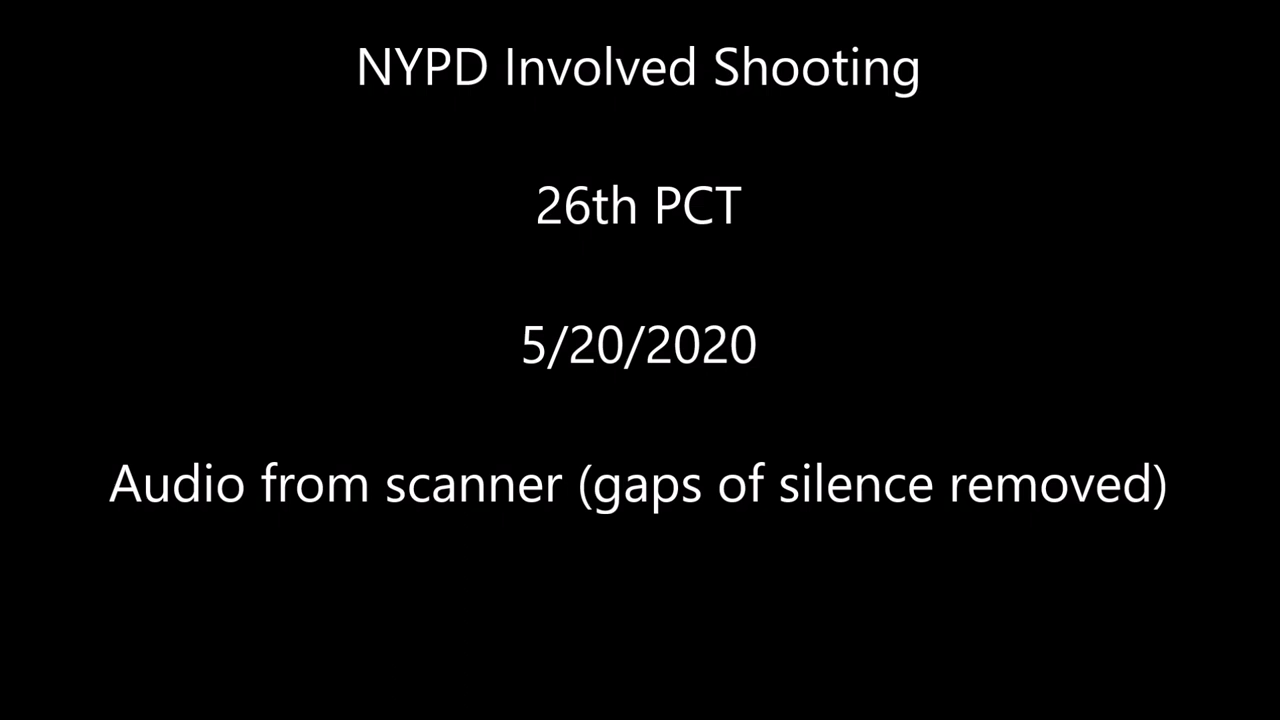 NYPD Involved Shooting
26th PCT
5/20/2020
Audio from scanner (gaps of silence removed)